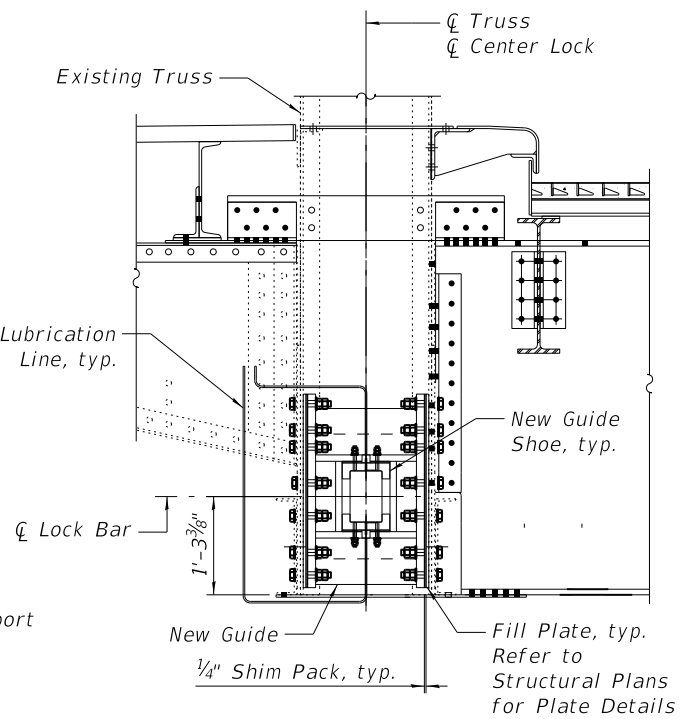 ℄ Truss
℄ Center Lock
Existing Truss
Lubrication
Line, typ.
New Guide
Shoe, typ.
℄ Lock Bar
1'-3⅜"
port
New Guide
¼" Shim Pack, typ.
Fill Plate, typ.
Refer to
Structural Plans
for Plate Details